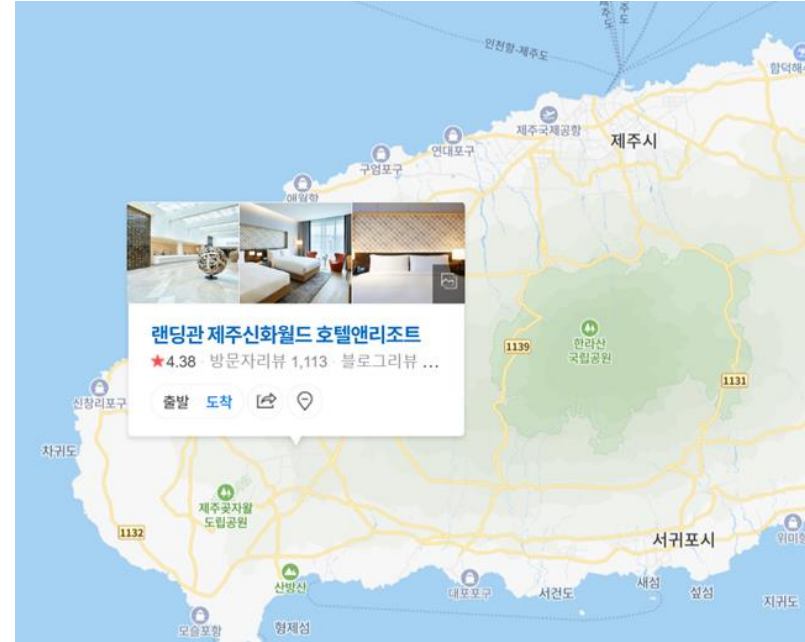 제주도
인천항-제주도
함덕해
제주국제공항
제주시
연대포구
구엄포구
애월항
랜딩관 제주신화월드 호텔앤리조트
★4.38 · 방문자리뷰 1,113 · 블로그리뷰 ...
출발 도착
한라산
국립공원
1139
1131
신창리포구
차귀도
제주곶자왈
도립공원
1132
서귀포시
위미항
산방산
대포포구
서건도
새섬
섶섬
지귀도
모슬포항
형제섬